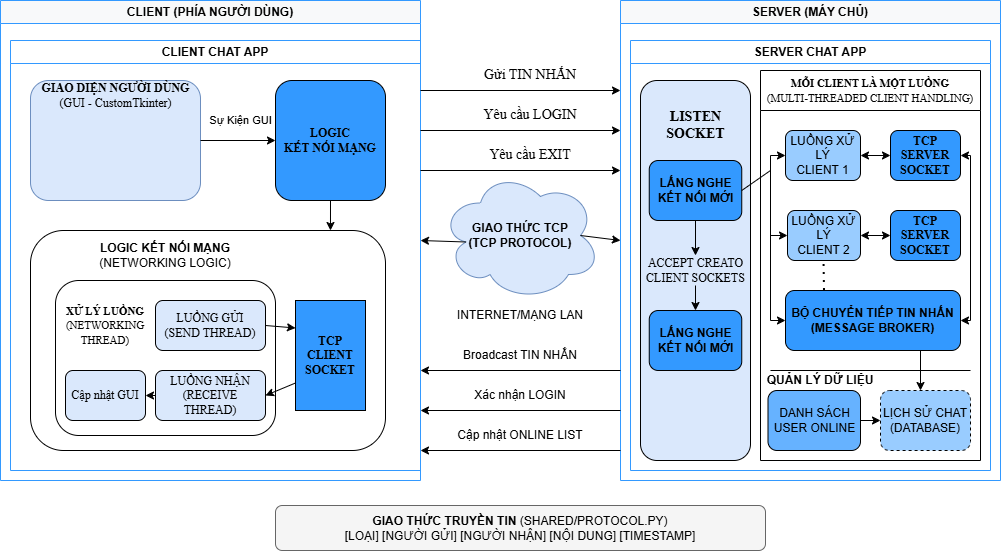 CLIENT (PHÍA NGƯỜI DÙNG)
CLIENT CHAT APP
GIAO DIỆN NGƯỜI DÙNG
(GUI - CustomTkinter)
Sự Kiện GUI
LOGIC
KẾT NỐI MẠNG
LOGIC KẾT NỐI MẠNG
(NETWORKING LOGIC)
XỬ LÝ LUỒNG
(NETWORKING
THREAD)
LUỒNG GỬI
(SEND THREAD)
LUỒNG NHẬN
(RECEIVE
THREAD)
Cập nhật GUI
TCP
CLIENT
SOCKET
Gửi TIN NHẮN
Yêu cầu LOGIN
Yêu cầu EXIT
GIAO THỨC TCP
(TCP PROTOCOL)
INTERNET/MẠNG LAN
Broadcast TIN NHẮN
Xác nhận LOGIN
Cập nhật ONLINE LIST
SERVER (MÁY CHỦ)
SERVER CHAT APP
LISTEN
SOCKET
LẮNG NGHE
KẾT NỐI MỚI
ACCEPT CREATO
CLIENT SOCKETS
LẮNG NGHE
KẾT NỐI MỚI
MỖI CLIENT LÀ MỘT LUỒNG
(MULTI-THREADED CLIENT HANDLING)
LUỒNG XỬ
LÝ
CLIENT 1
TCP
SERVER
SOCKET
LUỒNG XỬ
LÝ
CLIENT 2
TCP
SERVER
SOCKET
BỘ CHUYỂN TIẾP TIN NHẮN
(MESSAGE BROKER)
QUẢN LÝ DỮ LIỆU
DANH SÁCH
USER ONLINE
LỊCH SỬ CHAT
(DATABASE)
GIAO THỨC TRUYỀN TIN (SHARED/PROTOCOL.PY)
[LOẠI] [NGƯỜI GỬI] [NGƯỜI NHẬN] [NỘI DUNG] [TIMESTAMP]